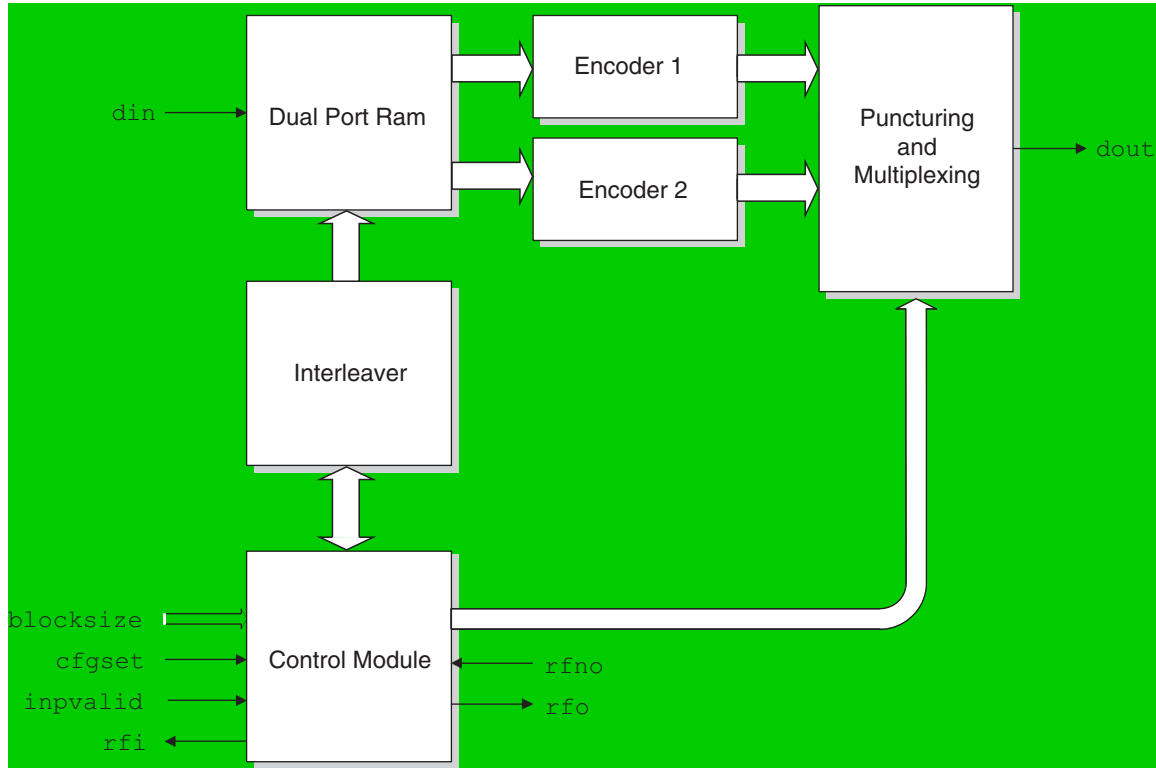 Encoder 1
din
Dual Port Ram
Puncturing
and
Multiplexing
dout
Encoder 2
Interleaver
blocksize
cfgset
Control Module
rfno
inpvalid
rfo
rfi